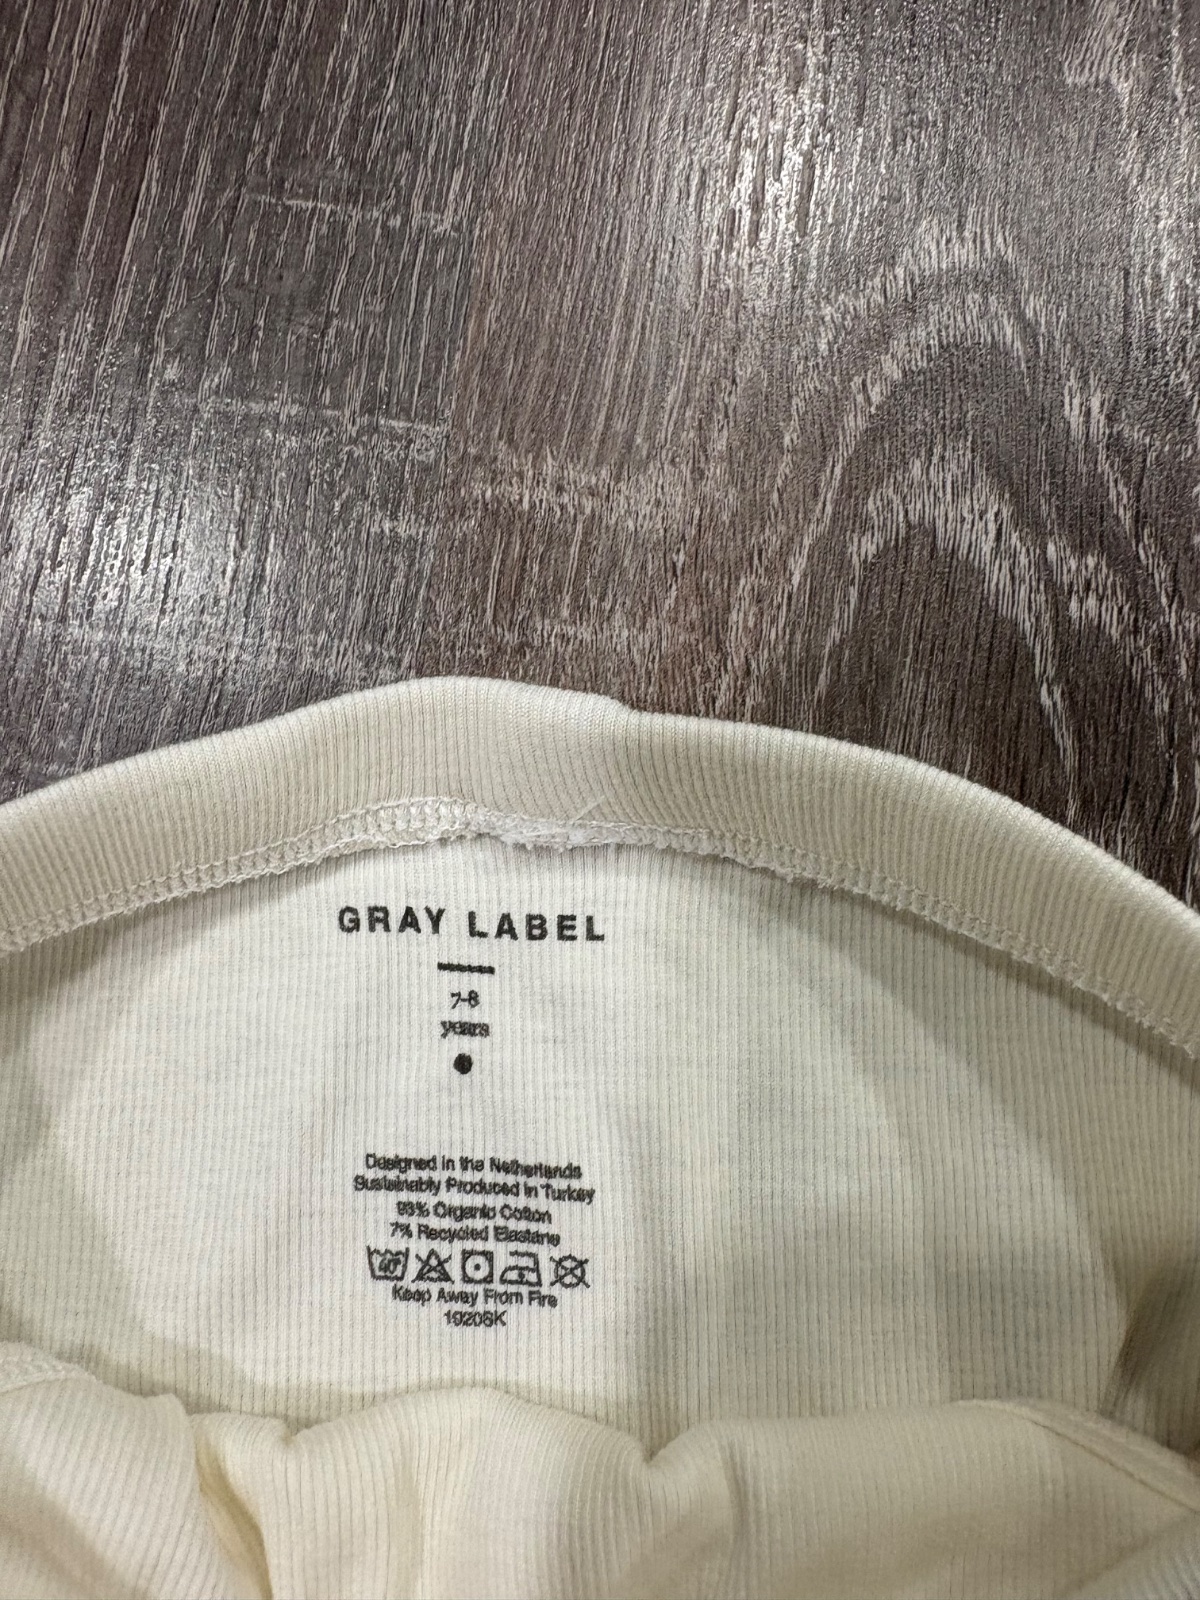 GRAY LABEL
7-8
years
Designed in the Netherlands
Sustainably Produced in Turkey
93% Organic Cotton
7% Recycled Elastane
40°
Keep Away From Fire